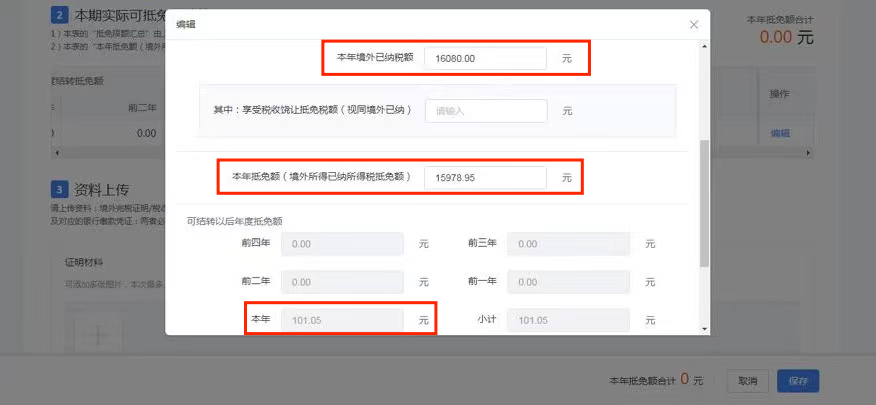 2 本期实际可抵免
本年抵免额合计
1）本表的“抵免限额汇总”由
0.00 元
2）本表的“本年抵免额（境外所
编辑
本年境外已纳税额 16080.00 元
结转抵免额
操作
前二年
其中：享受税收饶让抵免税额（视同境外已纳） 请输入 元
0.00
编辑
本年抵免额（境外所得已纳所得税抵免额） 15978.95 元
3 资料上传
请上传资料：境外完税证明/税
及对应的银行缴款凭证：两者必
可结转以后年度抵免额
前四年 0.00 元 前三年 0.00 元
证明材料
前二年 0.00 元 前一年 0.00 元
可添加多张图片，本次最多
本年 101.05 元 小计 101.05 元
本年抵免额合计 0 元 取消 保存